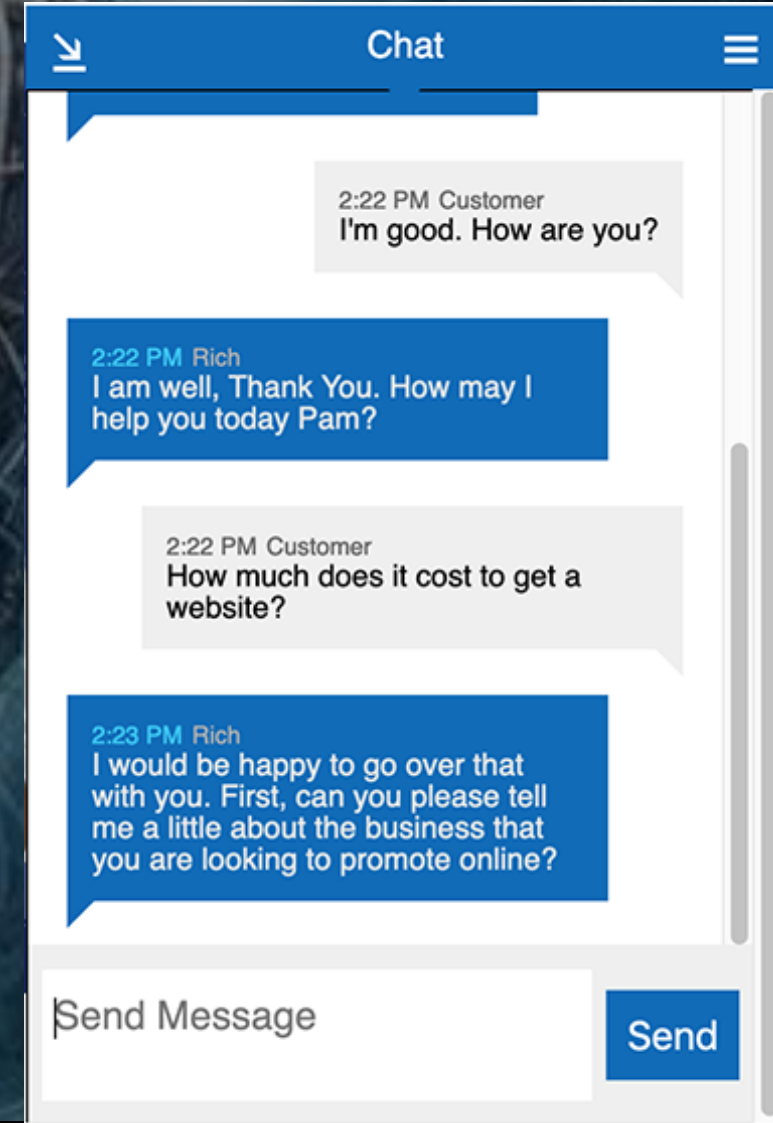 Chat
2:22 PM Customer
I'm good. How are you?
2:22 PM Rich
I am well, Thank You. How may I
help you today Pam?
2:22 PM Customer
How much does it cost to get a
website?
2:23 PM Rich
I would be happy to go over that
with you. First, can you please tell
me a little about the business that
you are looking to promote online?
Send Message
Send